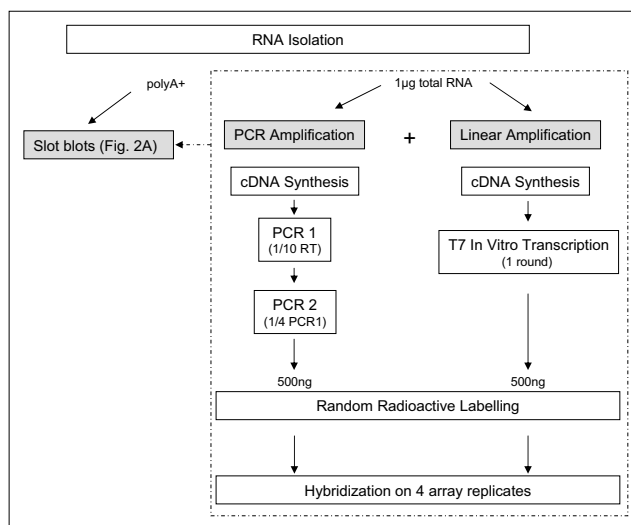 RNA Isolation
polyA+
1µg total RNA
Slot blots (Fig. 2A)
PCR Amplification
+
Linear Amplification
cDNA Synthesis
cDNA Synthesis
PCR 1
(1/10 RT)
T7 In Vitro Transcription
(1 round)
PCR 2
(1/4 PCR1)
500ng
500ng
Random Radioactive Labelling
Hybridization on 4 array replicates